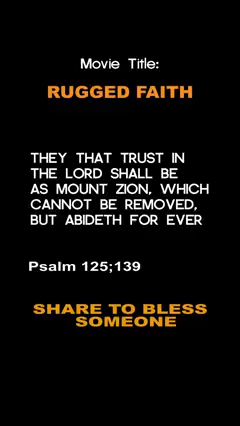 Movie Title:
RUGGED FAITH
THEY THAT TRUST IN
THE LORD SHALL BE
AS MOUNT ZION, WHICH
CANNOT BE REMOVED,
BUT ABIDETH FOR EVER
Psalm 125;139
SHARE TO BLESS
SOMEONE